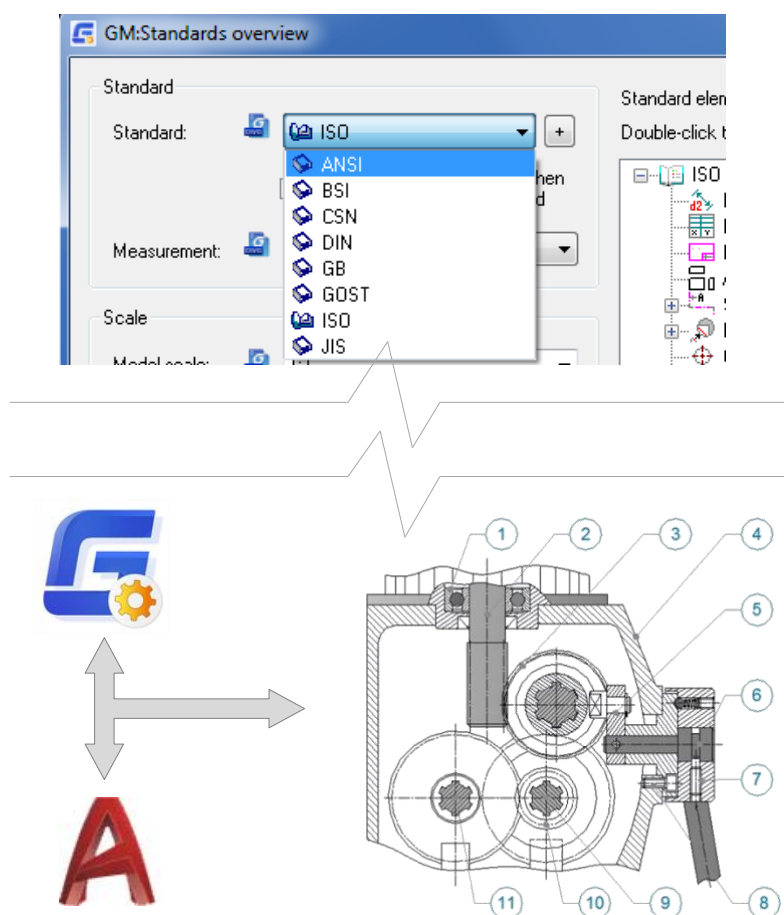 GM:Standards overview
Standard
Standard:
ISO
+
ANSI
BSI
CSN
DIN
GB
GOST
ISO
JIS
hen
d
Measurement:
Scale
Model scale:
Standard elem
Double-click t
ISO
d2
x Y
A
1 2 3 4
5
6
7
11 10 9 8